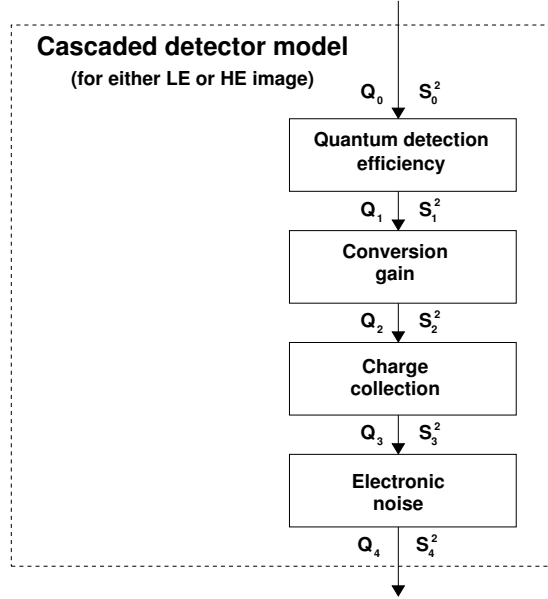 Cascaded detector model
(for either LE or HE image)
Q₀ S₀²
Quantum detection
efficiency
Q₁ S₁²
Conversion
gain
Q₂ S₂²
Charge
collection
Q₃ S₃²
Electronic
noise
Q₄ S₄²